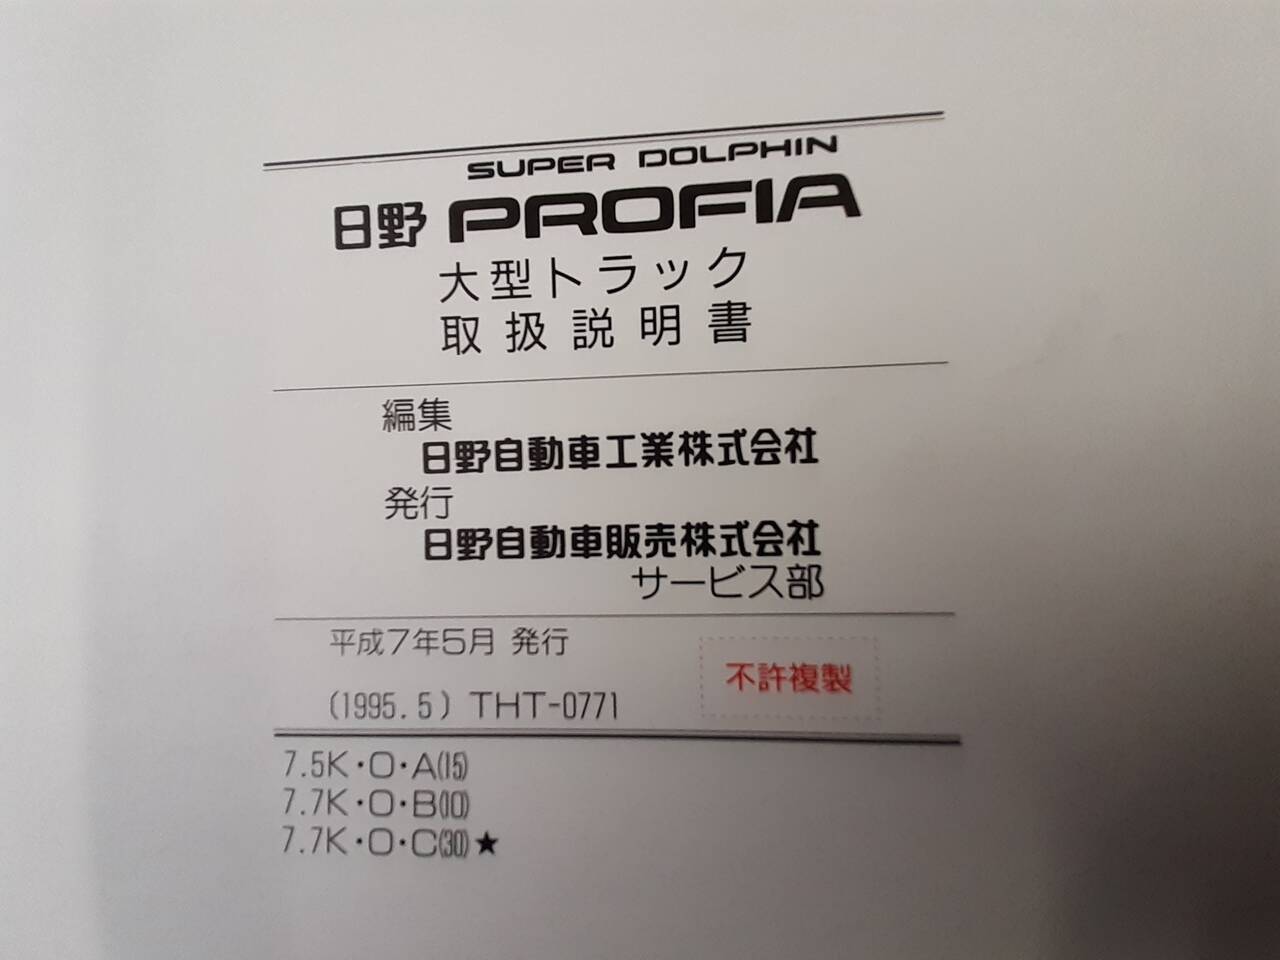 SUPER DOLPHIN
日野 PROFIA
大型トラック
取扱説明書
編集
日野自動車工業株式会社
発行
日野自動車販売株式会社
サービス部
平成7年5月 発行
不許複製
(1995.5) THT-0771
7.5K・O・A(15)
7.7K・O・B(10)
7.7K・O・C(30)★